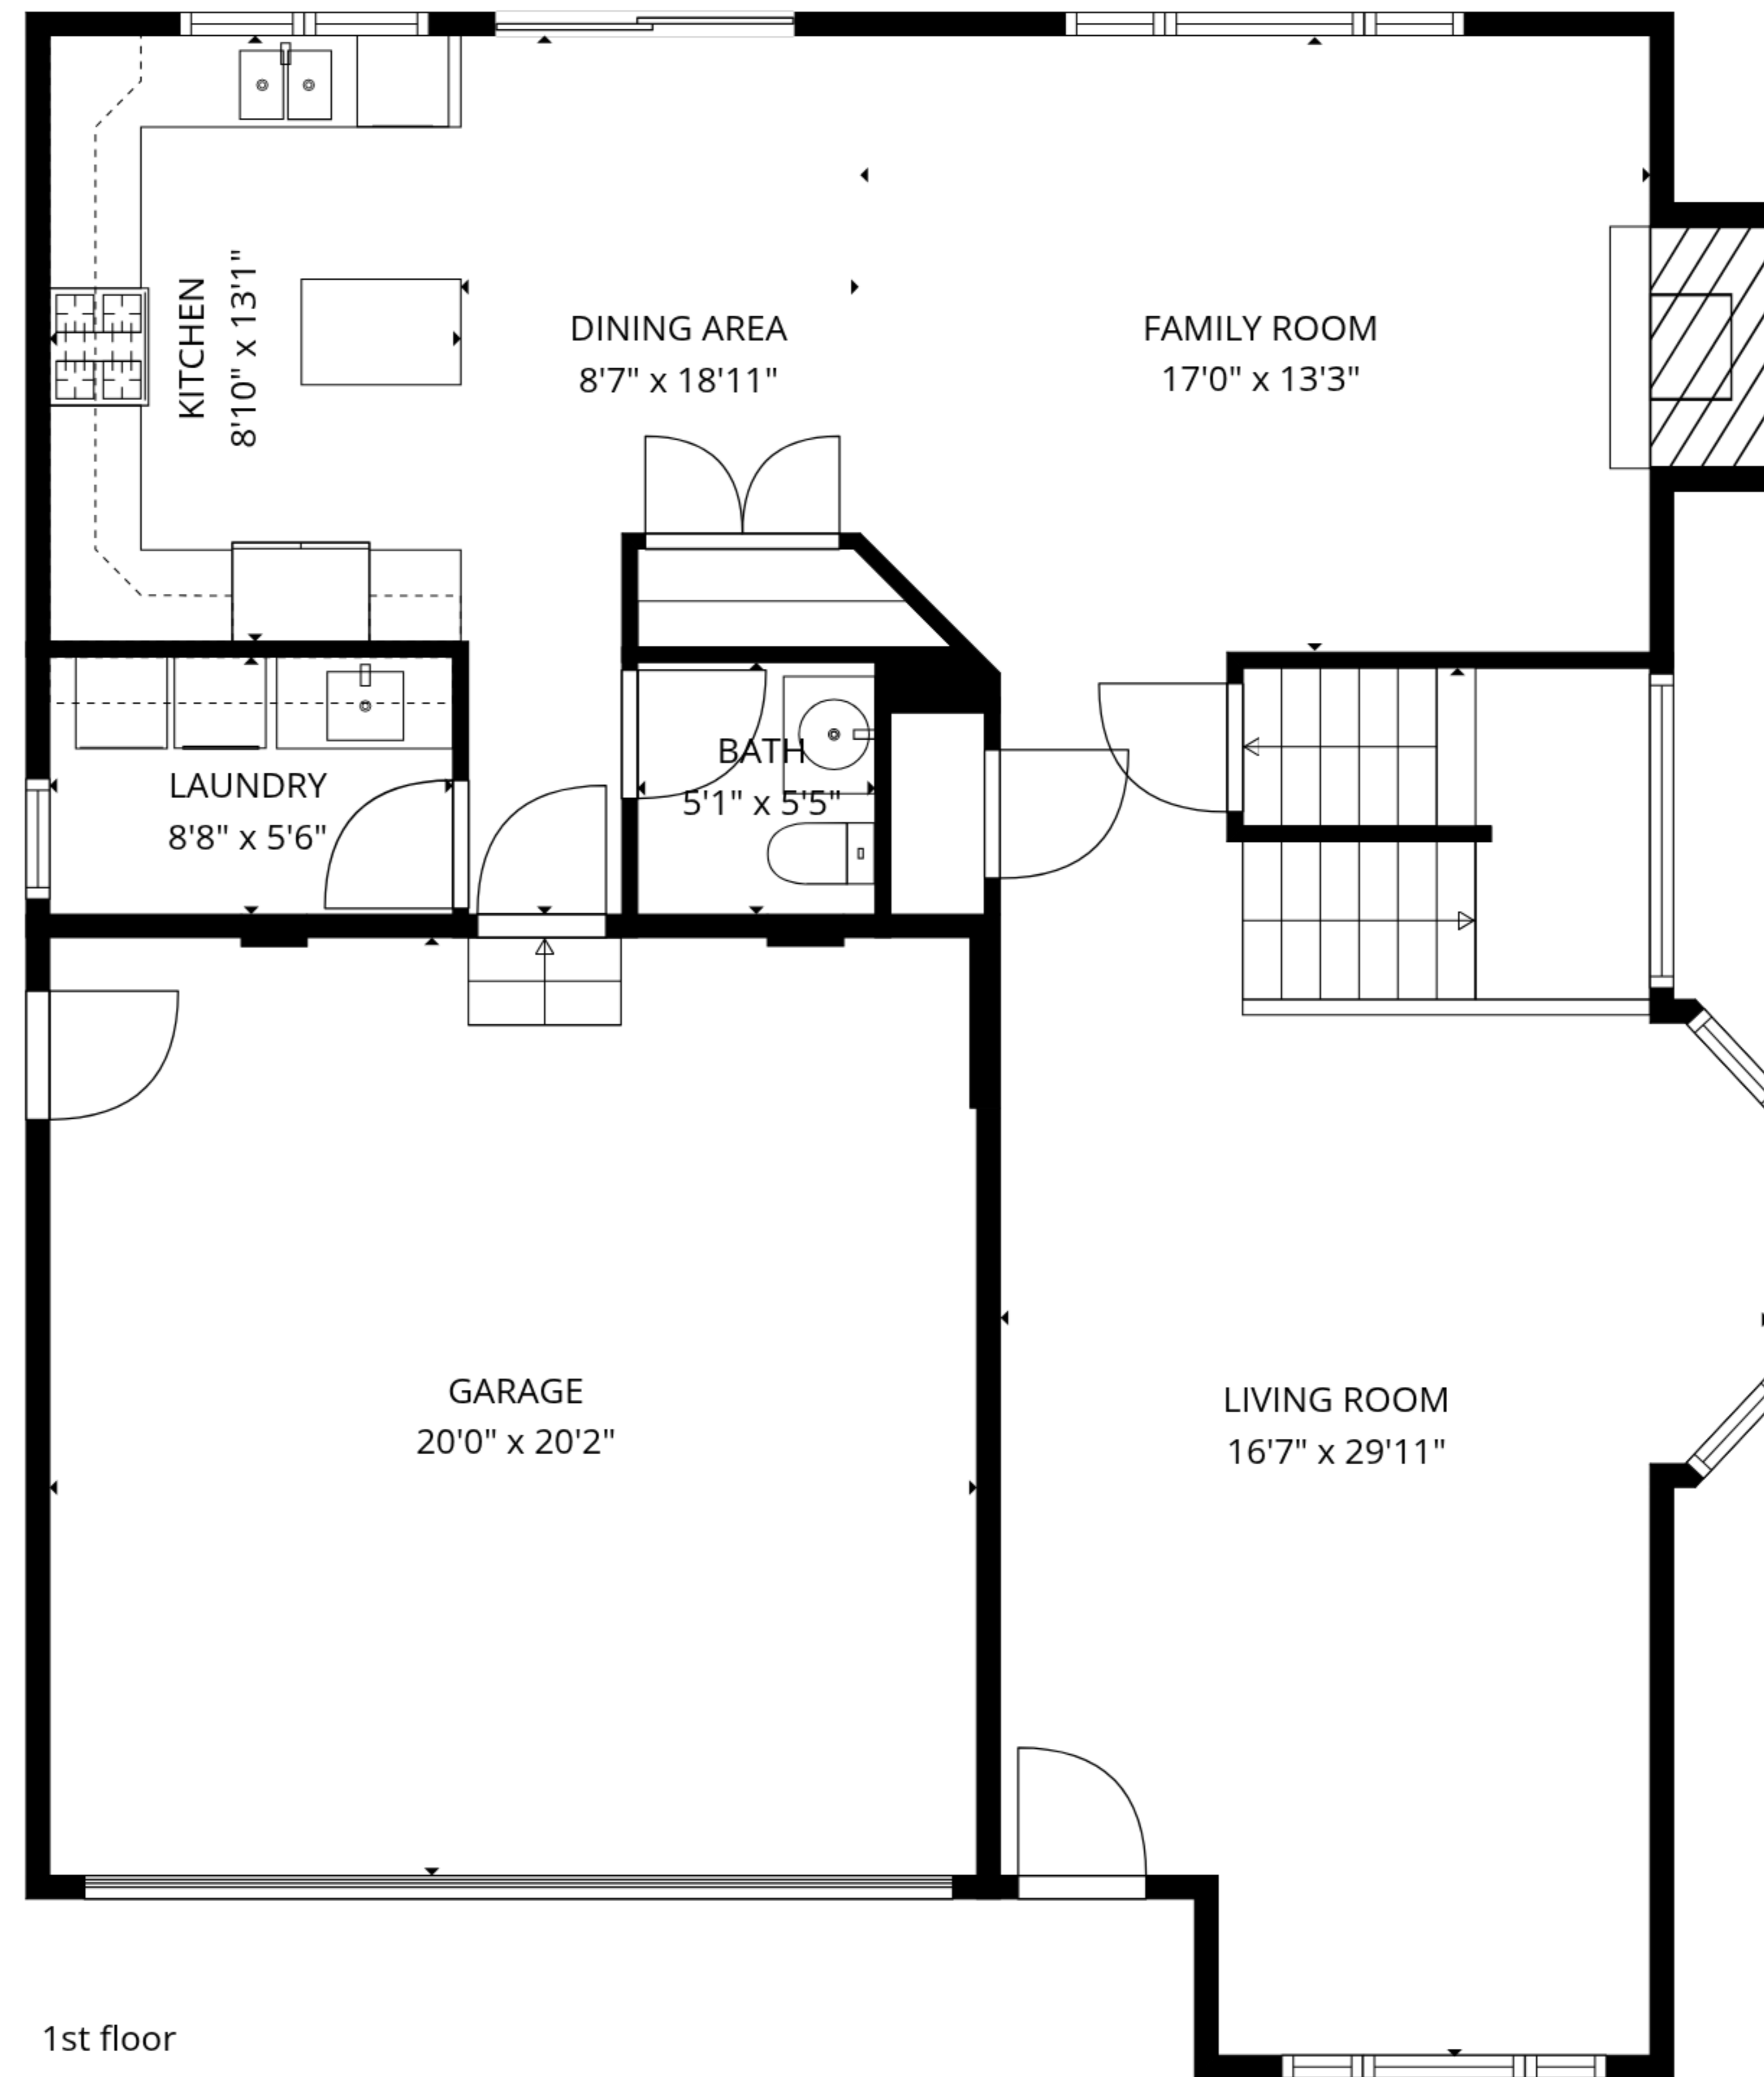 KITCHEN
8'10" x 13'1"
DINING AREA
8'7" x 18'11"
FAMILY ROOM
17'0" x 13'3"
LAUNDRY
8'8" x 5'6"
BATH
5'1" x 5'5"
GARAGE
20'0" x 20'2"
LIVING ROOM
16'7" x 29'11"
1st floor